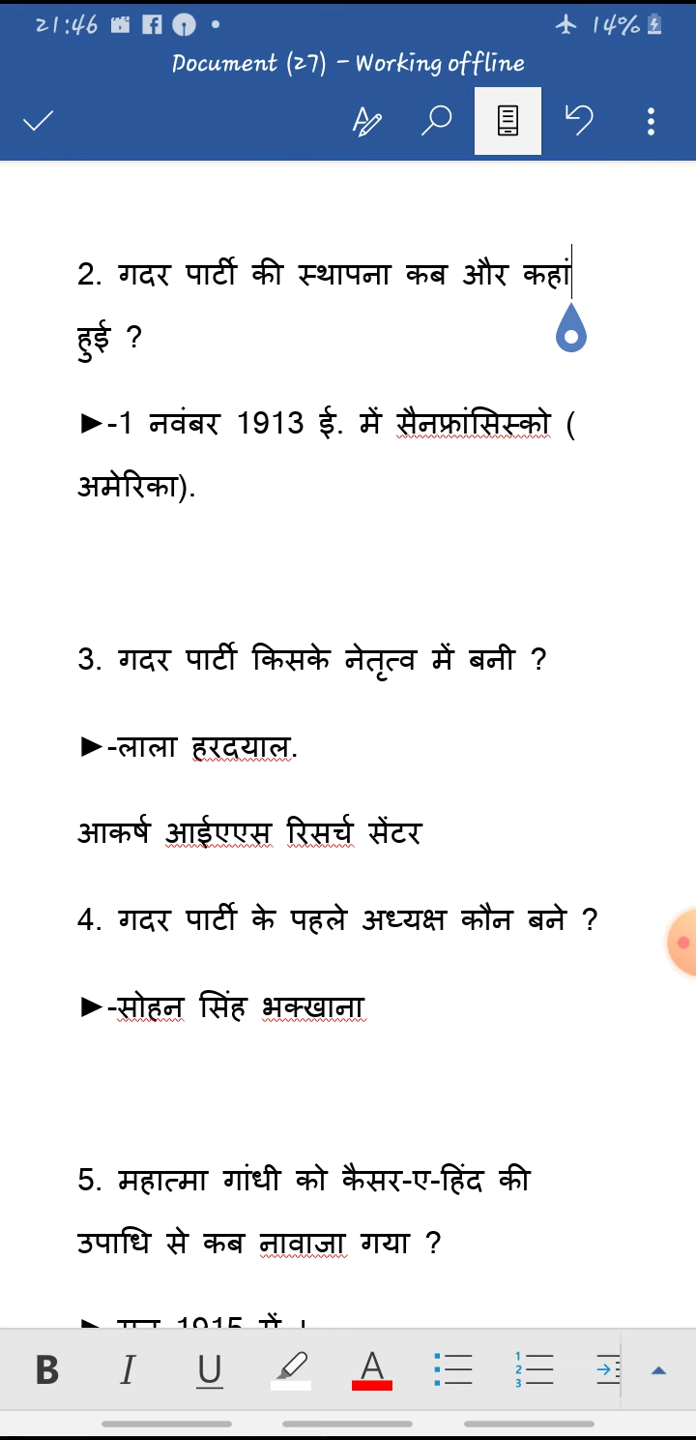 21:46
14%
Document (27) – Working offline
2. गदर पार्टी की स्थापना कब और कहां
हुई ?
►-1 नवंबर 1913 ई. में सैनफ्रांसिस्को (
अमेरिका).
3. गदर पार्टी किसके नेतृत्व में बनी ?
►-लाला हरदयाल.
आकर्ष आईएएस रिसर्च सेंटर
4. गदर पार्टी के पहले अध्यक्ष कौन बने ?
►-सोहन सिंह भक्खाना
5. महात्मा गांधी को कैसर-ए-हिंद की
उपाधि से कब नावाजा गया ?
1915 में ।
B I U A